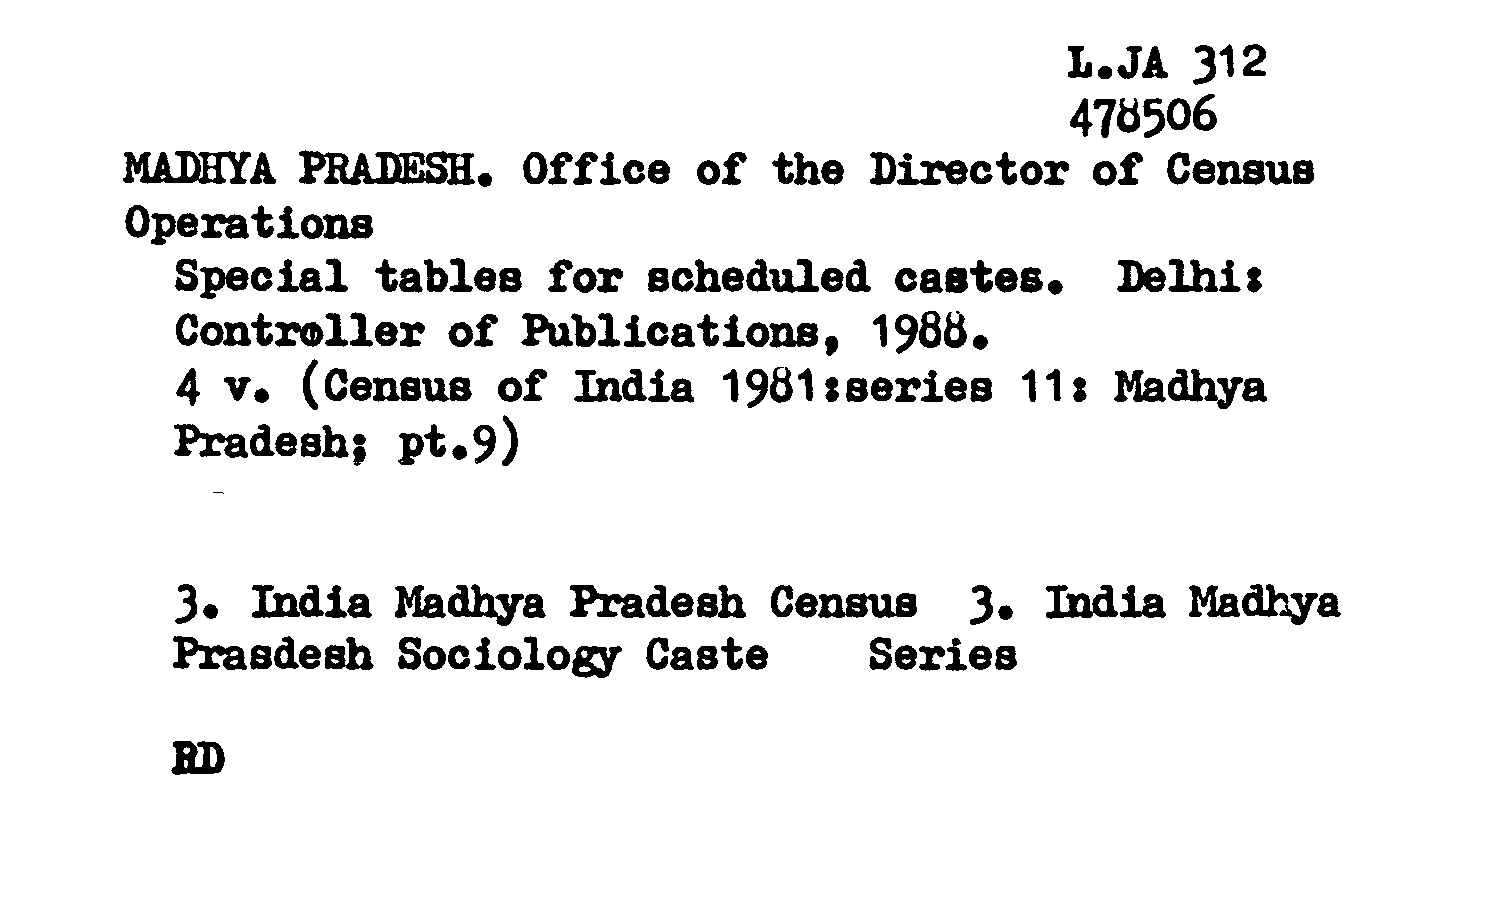 L.JA 312
478506
MADHYA PRADESH. Office of the Director of Census
Operations
Special tables for scheduled castes. Delhi:
Controller of Publications, 1988.
4 v. (Census of India 1981:series 11: Madhya
Pradesh; pt.9)
3. India Madhya Pradesh Census 3. India Madhya
Prasdesh Sociology Caste Series
RD